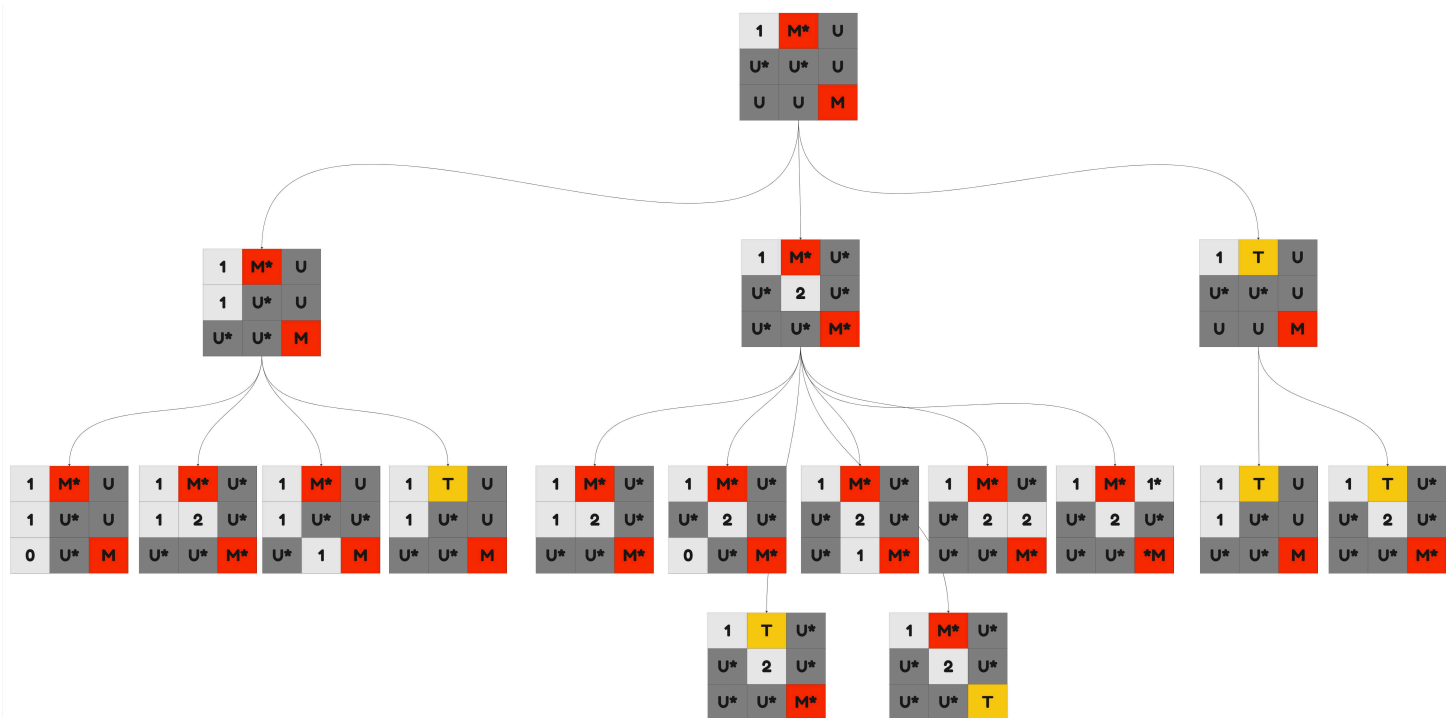 1 M* U
U* U* U
U U M
1 M* U
1 U* U
U* U* M
1 M* U*
U* 2 U*
U* U* M*
1 T U
U* U* U
U U M
1 M* U
1 U* U
0 U* M
1 M* U*
1 2 U*
U* U* M*
1 M* U
1 U* U*
U* 1 M
1 T U
1 U* U
U* U* M
1 M* U*
1 2 U*
U* U* M*
1 M* U*
U* 2 U*
0 U* M*
1 M* U*
U* 2 U*
U* 1 M*
1 M* U*
U* 2 2
U* U* M*
1 M* 1*
U* 2 U*
U* U* *M
1 T U
1 U* U
U* U* M
1 T U*
U* 2 U*
U* U* M*
1 T U*
U* 2 U*
U* U* M*
1 M* U*
U* 2 U*
U* U* T